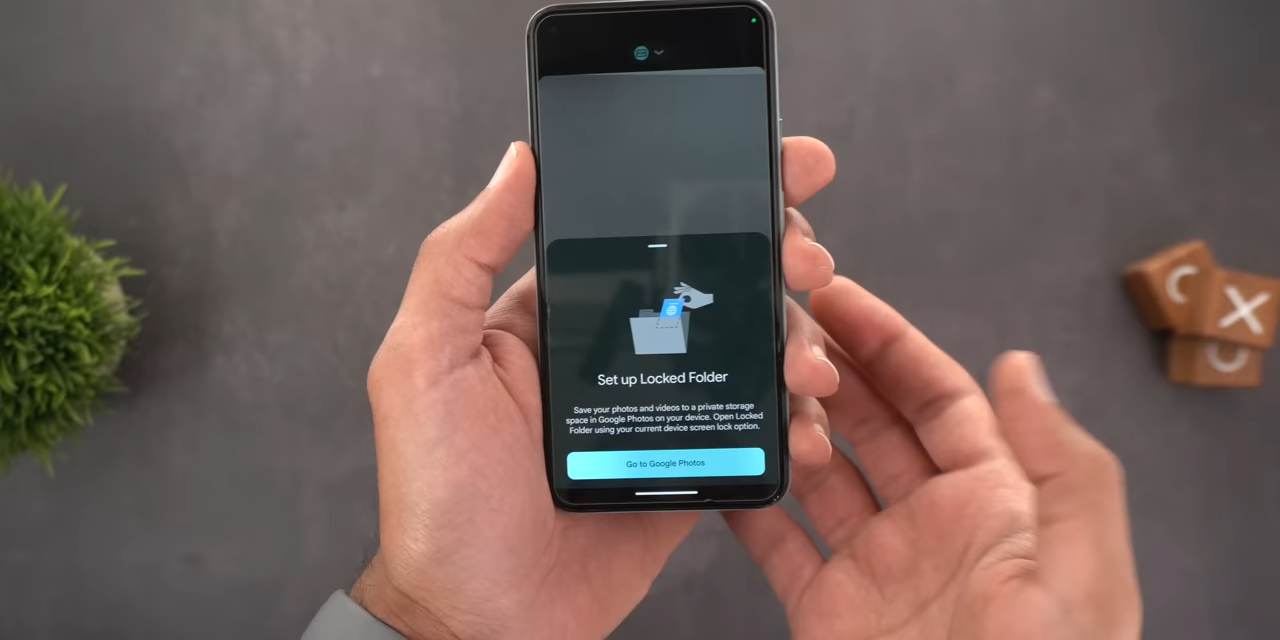 Set up Locked Folder
Save your photos and videos to a private storage
space in Google Photos on your device. Open Locked
Folder using your current device screen lock option.
Go to Google Photos
C
X